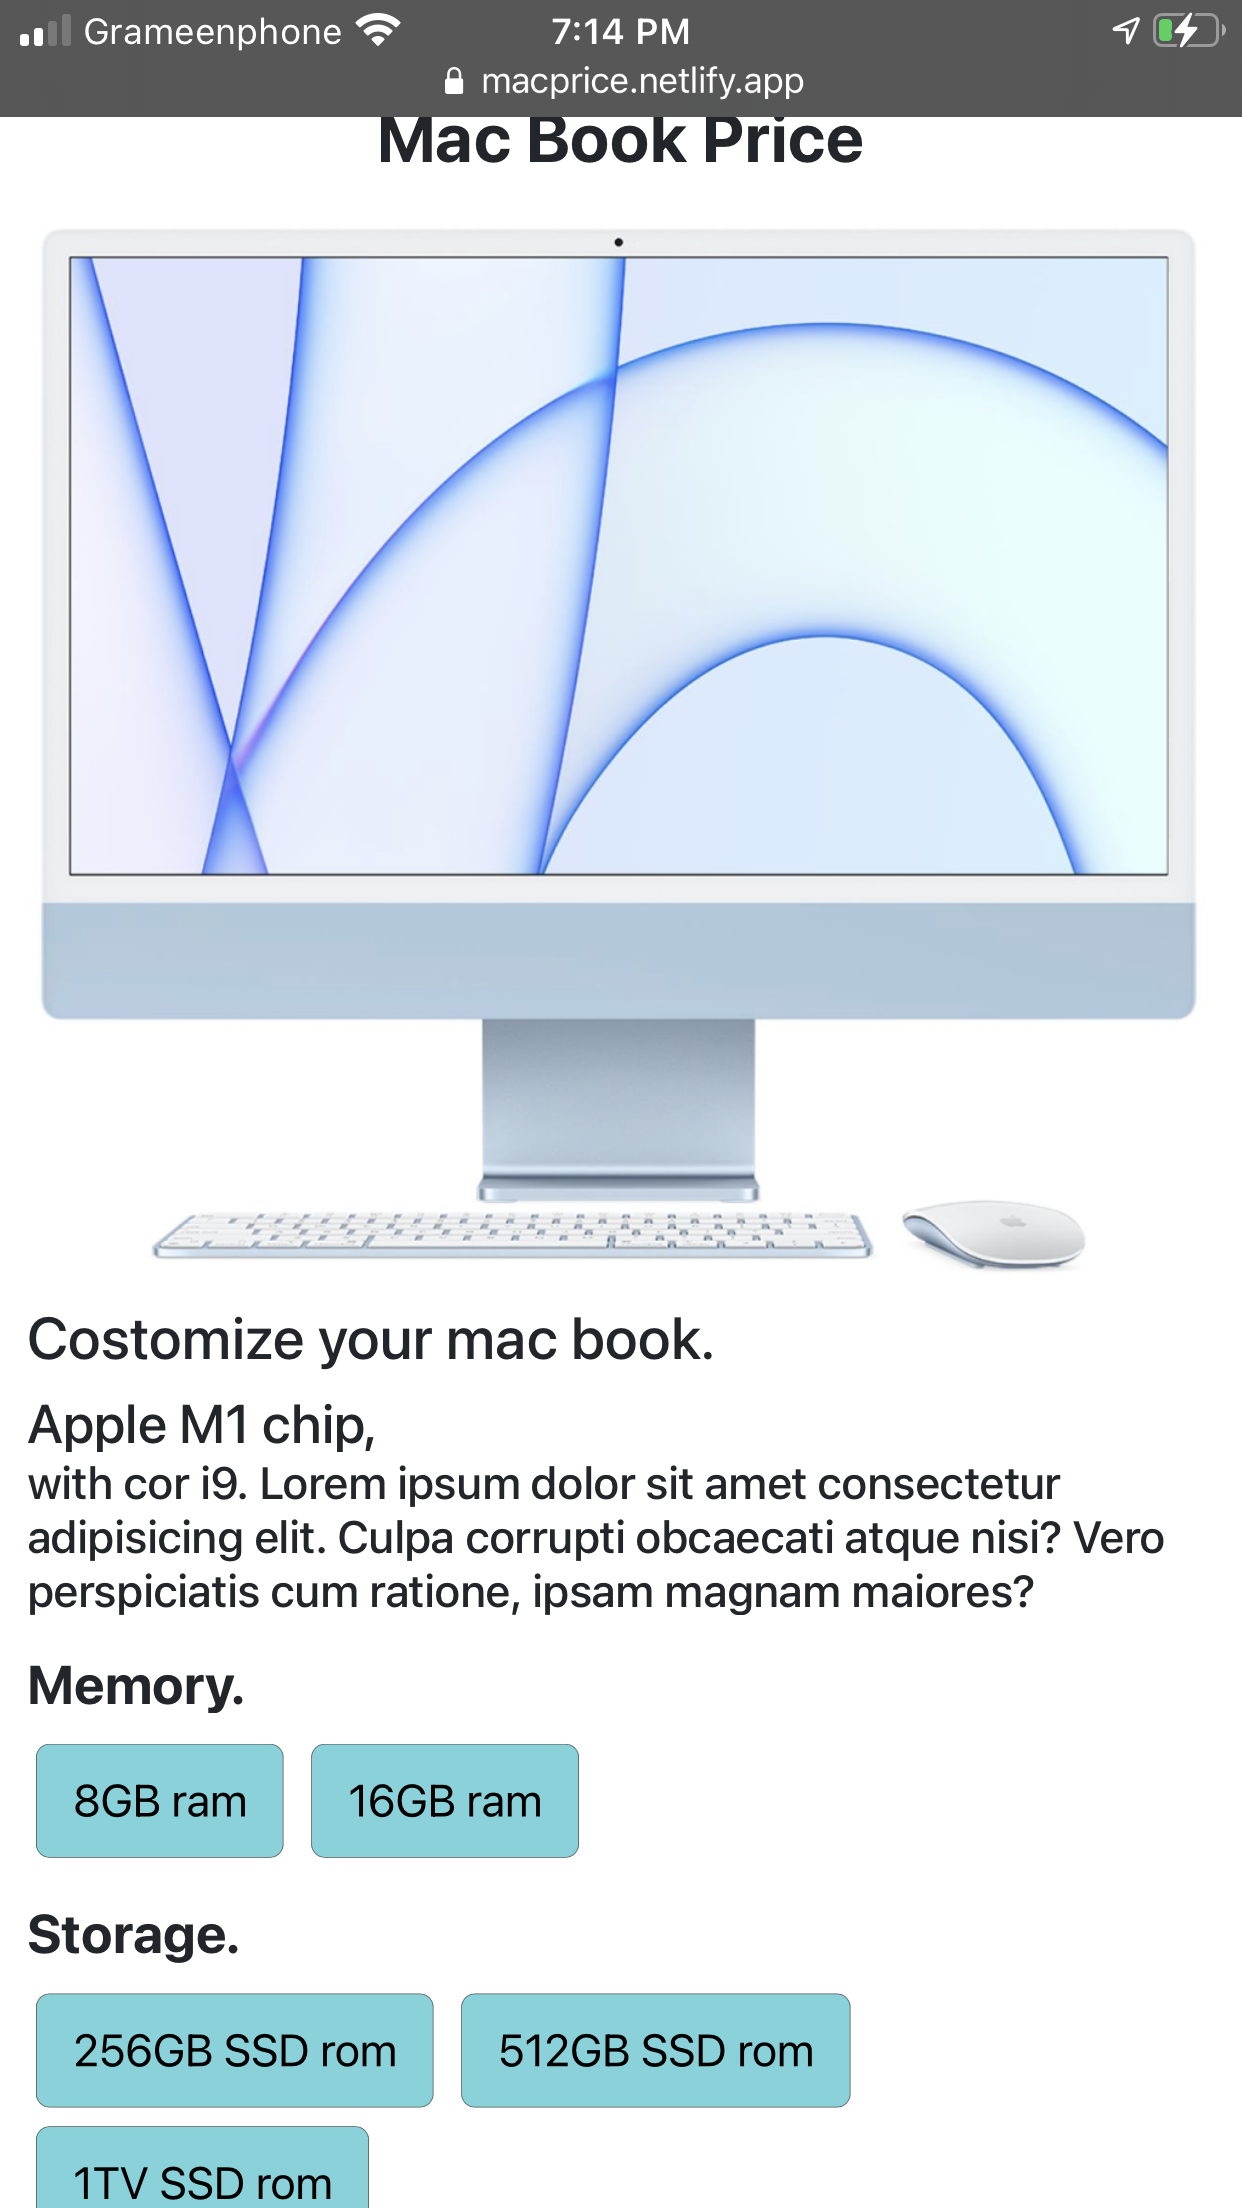 Grameenphone 7:14 PM
macprice.netlify.app
Mac Book Price
Costomize your mac book.
Apple M1 chip,
with cor i9. Lorem ipsum dolor sit amet consectetur
adipisicing elit. Culpa corrupti obcaecati atque nisi? Vero
perspiciatis cum ratione, ipsam magnam maiores?
Memory.
8GB ram 16GB ram
Storage.
256GB SSD rom 512GB SSD rom
1TV SSD rom